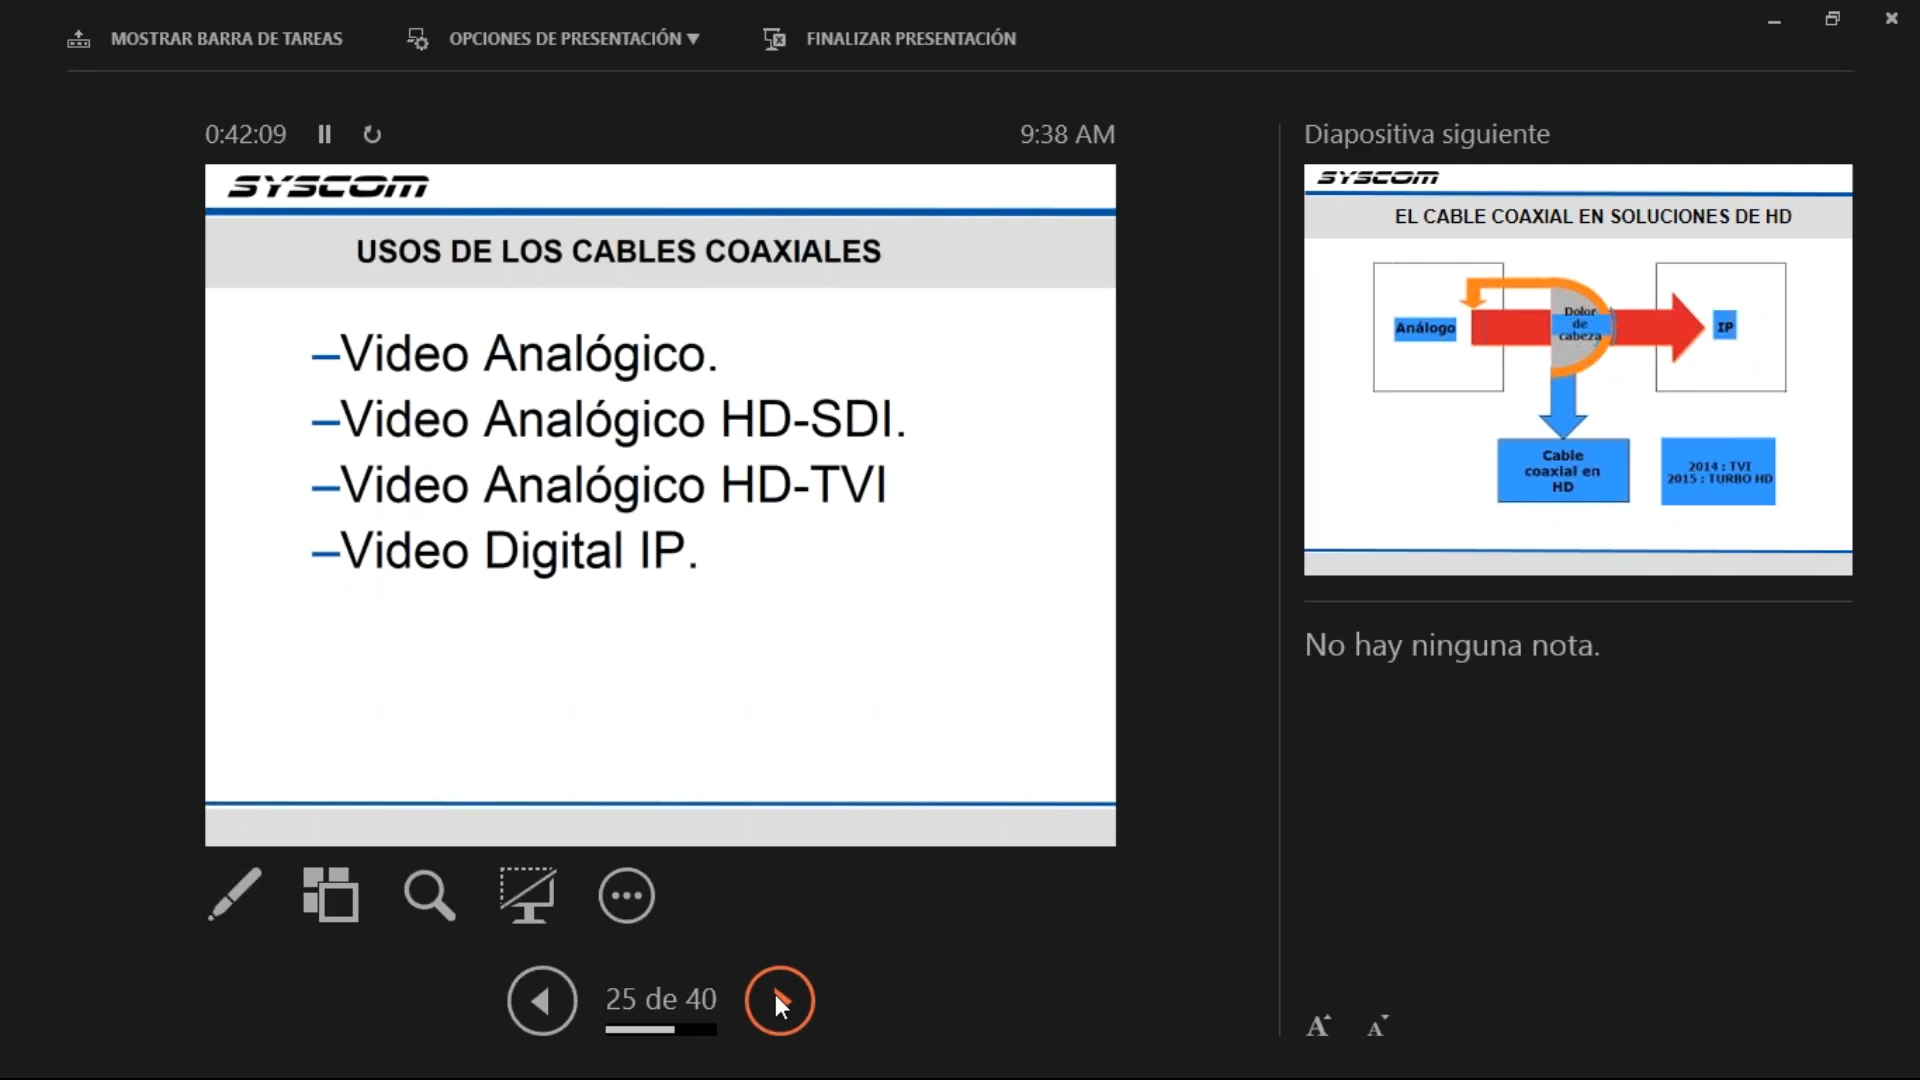 MOSTRAR BARRA DE TAREAS
OPCIONES DE PRESENTACIÓN
FINALIZAR PRESENTACIÓN
0:42:09
9:38 AM
SYSCOM
USOS DE LOS CABLES COAXIALES
–Video Analógico.
–Video Analógico HD-SDI.
–Video Analógico HD-TVI
–Video Digital IP.
25 de 40
Diapositiva siguiente
SYSCOM
EL CABLE COAXIAL EN SOLUCIONES DE HD
Análogo
Dolor
de
cabeza
IP
Cable
coaxial en
HD
2014 : TVI
2015 : TURBO HD
No hay ninguna nota.
A A